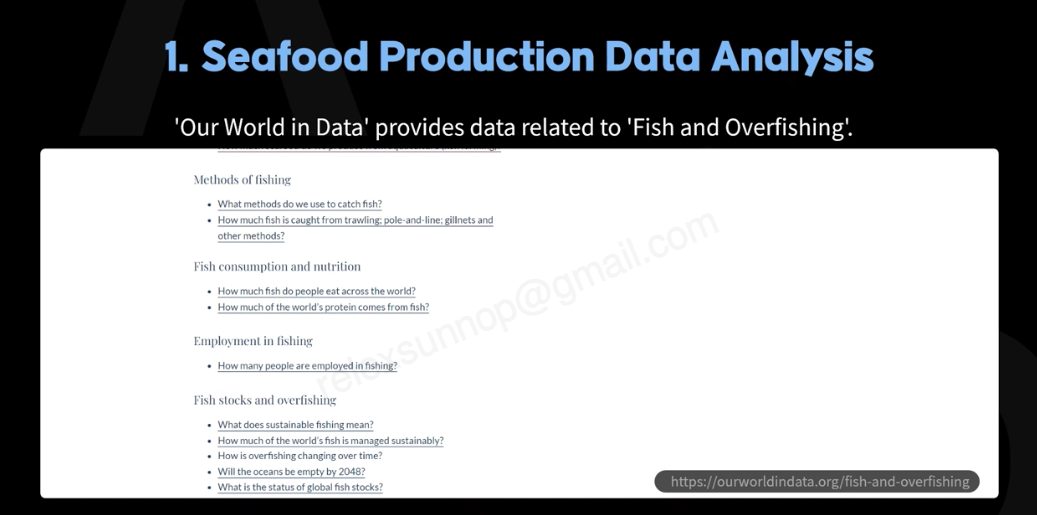 1. Seafood Production Data Analysis
'Our World in Data' provides data related to 'Fish and Overfishing'.
Methods of fishing
• What methods do we use to catch fish?
• How much fish is caught from trawling; pole-and-line; gillnets and
other methods?
Fish consumption and nutrition
• How much fish do people eat across the world?
• How much of the world's protein comes from fish?
Employment in fishing
• How many people are employed in fishing?
Fish stocks and overfishing
• What does sustainable fishing mean?
• How much of the world's fish is managed sustainably?
• How is overfishing changing over time?
• Will the oceans be empty by 2048?
• What is the status of global fish stocks?
https://ourworldindata.org/fish-and-overfishing
relaxsunnop@gmail.com